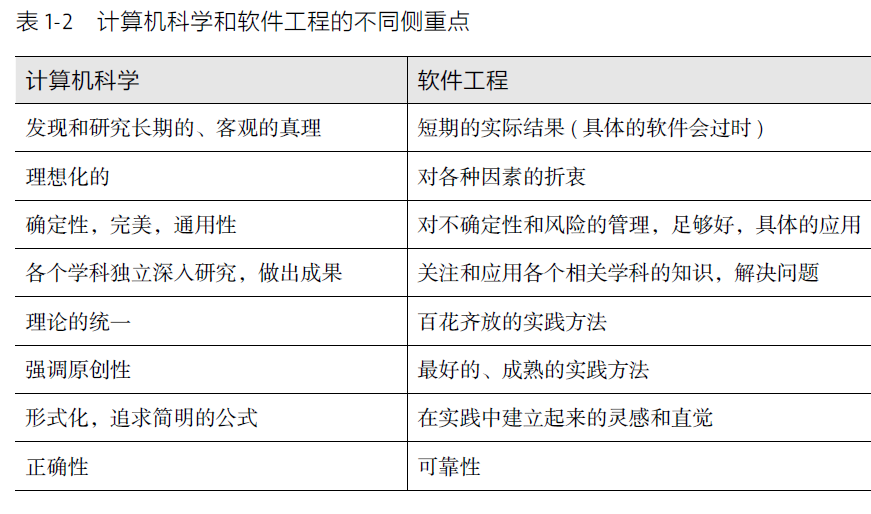 表 1-2 计算机科学和软件工程的不同侧重点
计算机科学 软件工程
发现和研究长期的、客观的真理 短期的实际结果 ( 具体的软件会过时 )
理想化的 对各种因素的折衷
确定性，完美，通用性 对不确定性和风险的管理，足够好，具体的应用
各个学科独立深入研究，做出成果 关注和应用各个相关学科的知识，解决问题
理论的统一 百花齐放的实践方法
强调原创性 最好的、成熟的实践方法
形式化，追求简明的公式 在实践中建立起来的灵感和直觉
正确性 可靠性